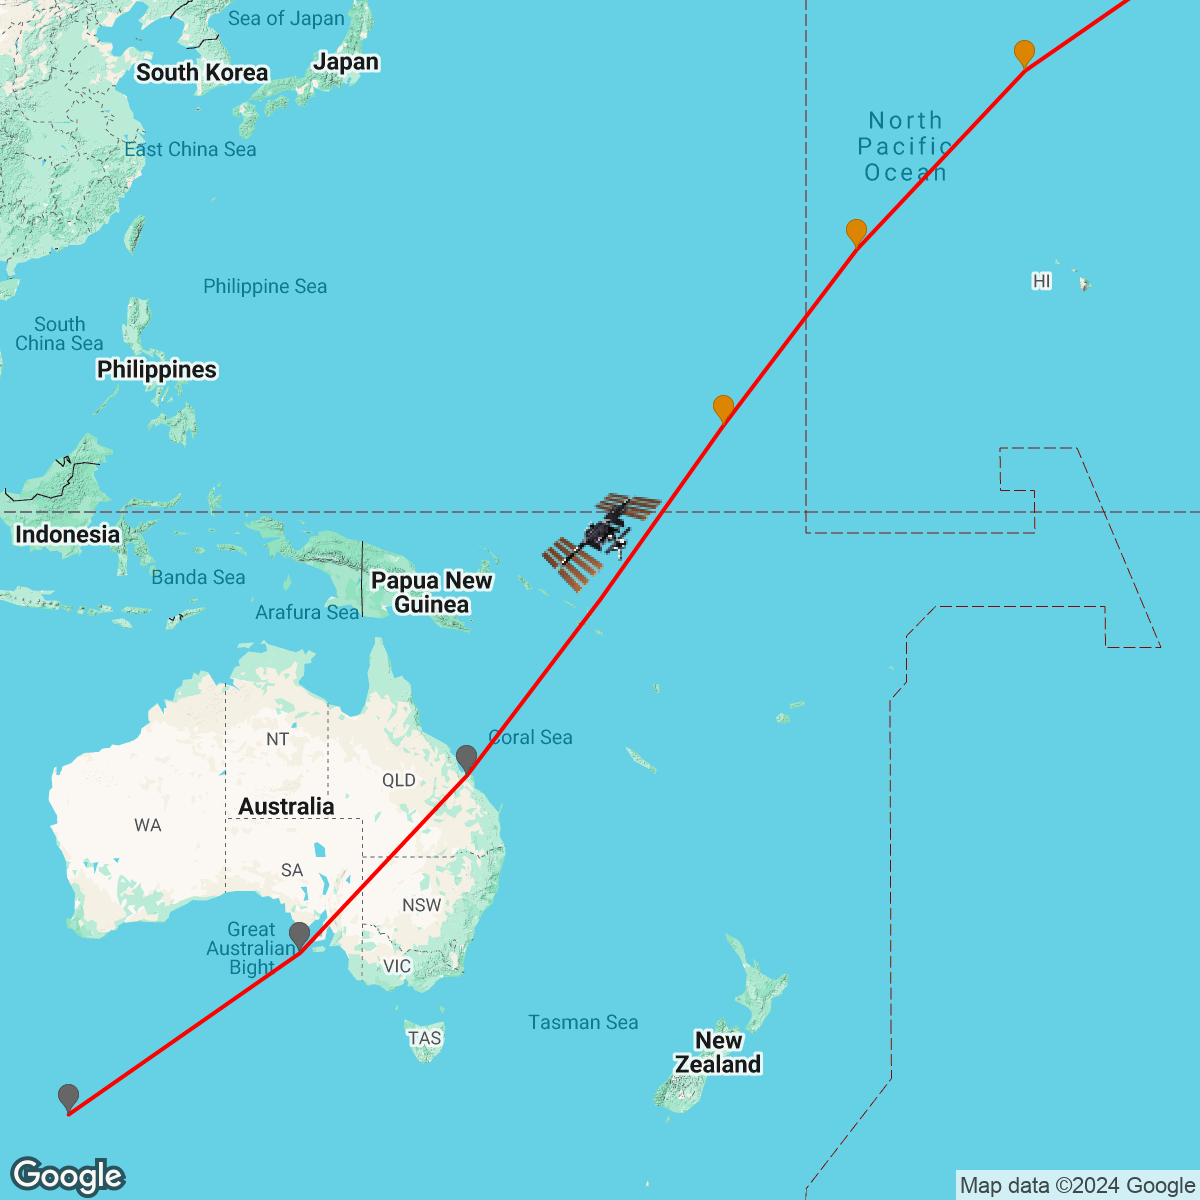 Sea of Japan
Japan
South Korea
North
Pacific
Ocean
East China Sea
Philippine Sea
HI
South
China Sea
Philippines
Indonesia
Banda Sea
Papua New
Guinea
Arafura Sea
Coral Sea
NT
QLD
Australia
WA
SA
NSW
Great
Australian
Bight
VIC
TAS
Tasman Sea
New
Zealand
Google
Map data ©2024 Google